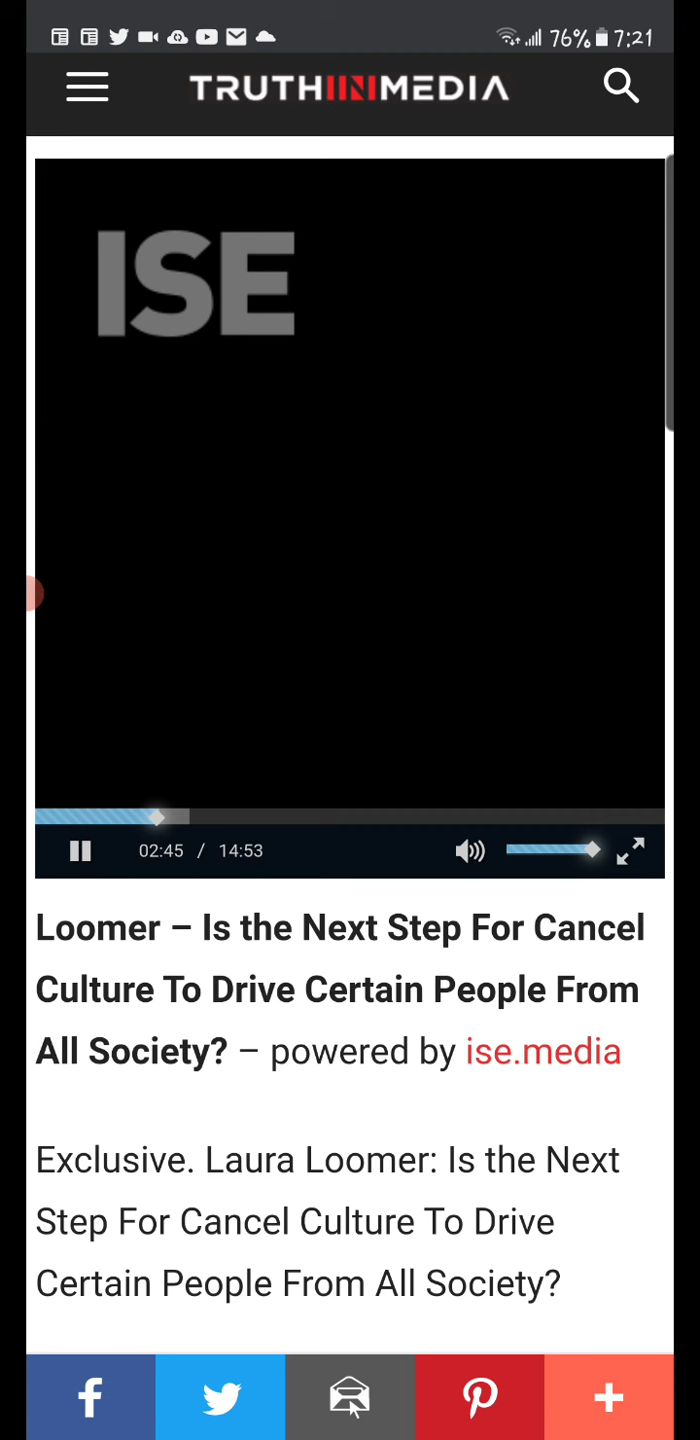 76% 7:21
TRUTHINMEDIA
ISE
02:45 / 14:53
Loomer – Is the Next Step For Cancel
Culture To Drive Certain People From
All Society? – powered by ise.media
Exclusive. Laura Loomer: Is the Next
Step For Cancel Culture To Drive
Certain People From All Society?